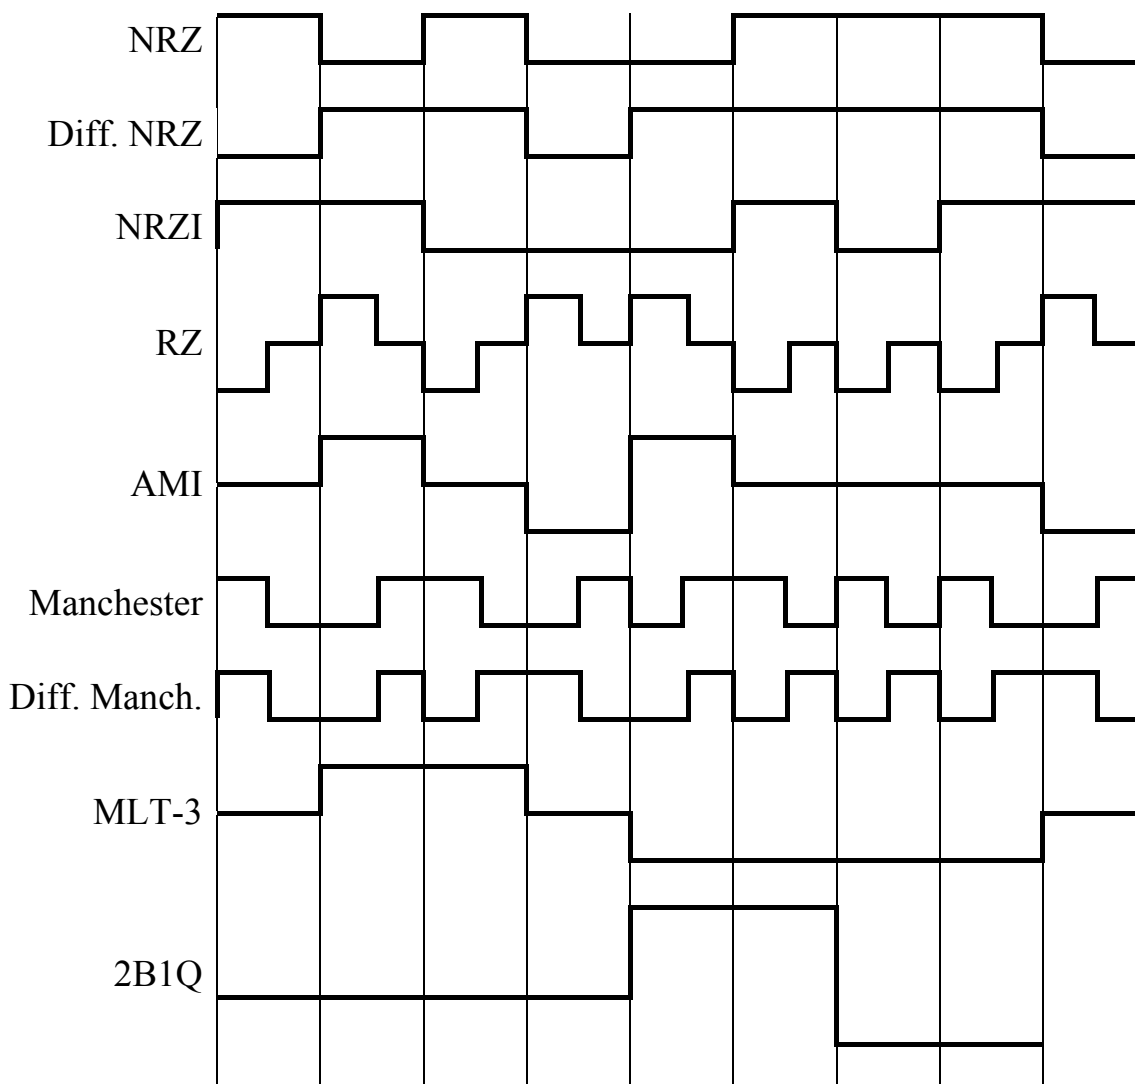 NRZ
Diff. NRZ
NRZI
RZ
AMI
Manchester
Diff. Manch.
MLT-3
2B1Q